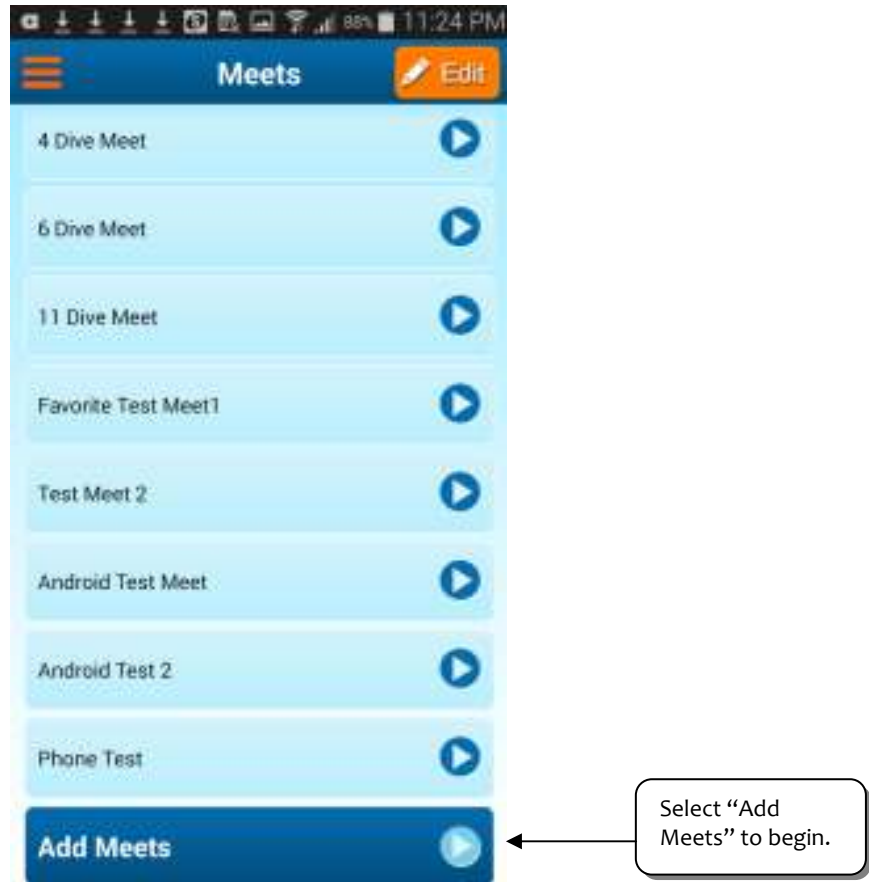 88% 11:24 PM
Meets
Edit
4 Dive Meet
6 Dive Meet
11 Dive Meet
Favorite Test Meet1
Test Meet 2
Android Test Meet
Android Test 2
Phone Test
Add Meets
Select “Add
Meets” to begin.